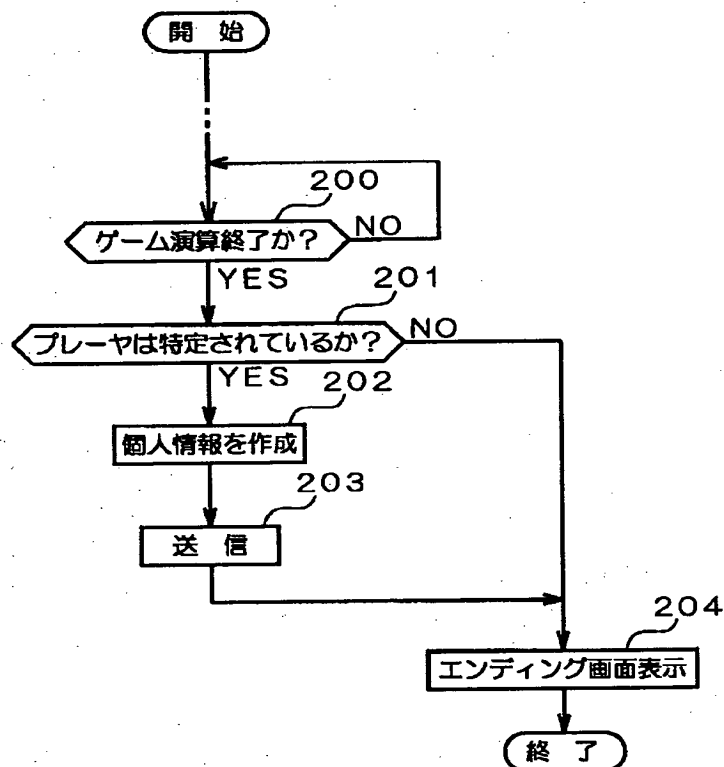 開 始
200
ゲーム演算終了か?
NO
YES
201
プレーヤは特定されているか?
NO
YES
202
個人情報を作成
203
送 信
204
エンディング画面表示
終 了